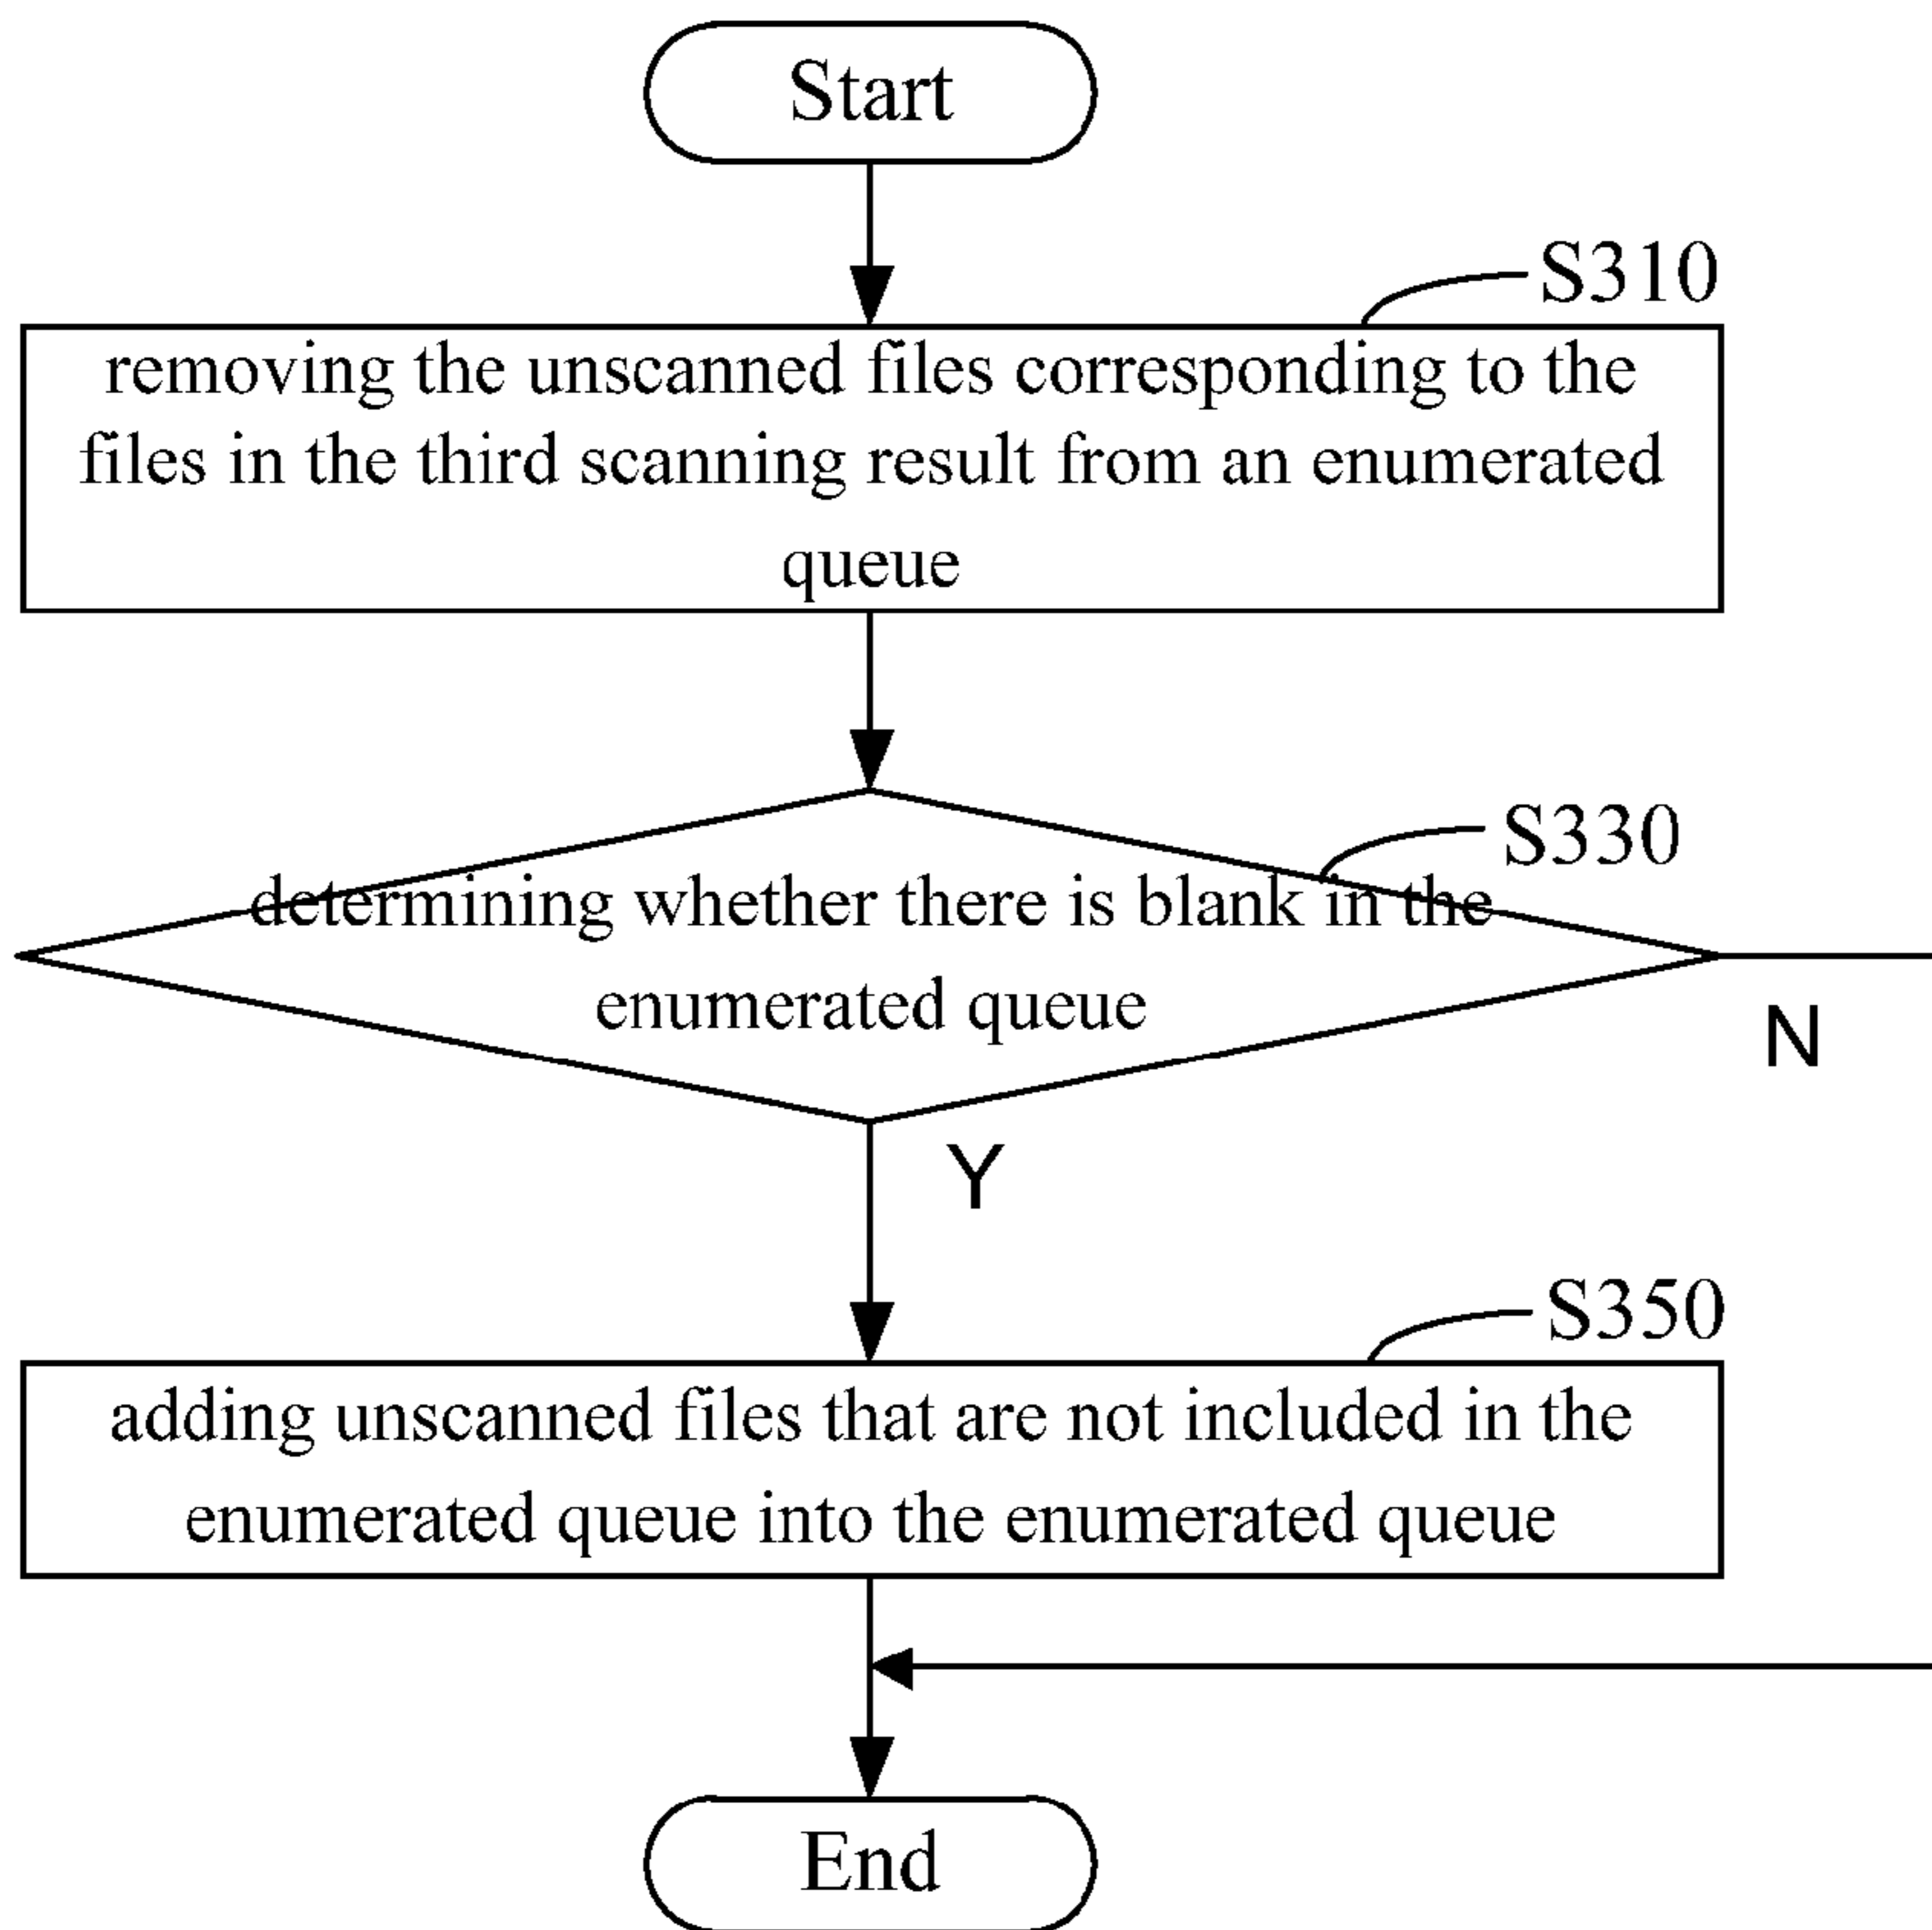 Start
S310
removing the unscanned files corresponding to the
files in the third scanning result from an enumerated
queue
S330
determining whether there is blank in the
enumerated queue
N
Y
S350
adding unscanned files that are not included in the
enumerated queue into the enumerated queue
End